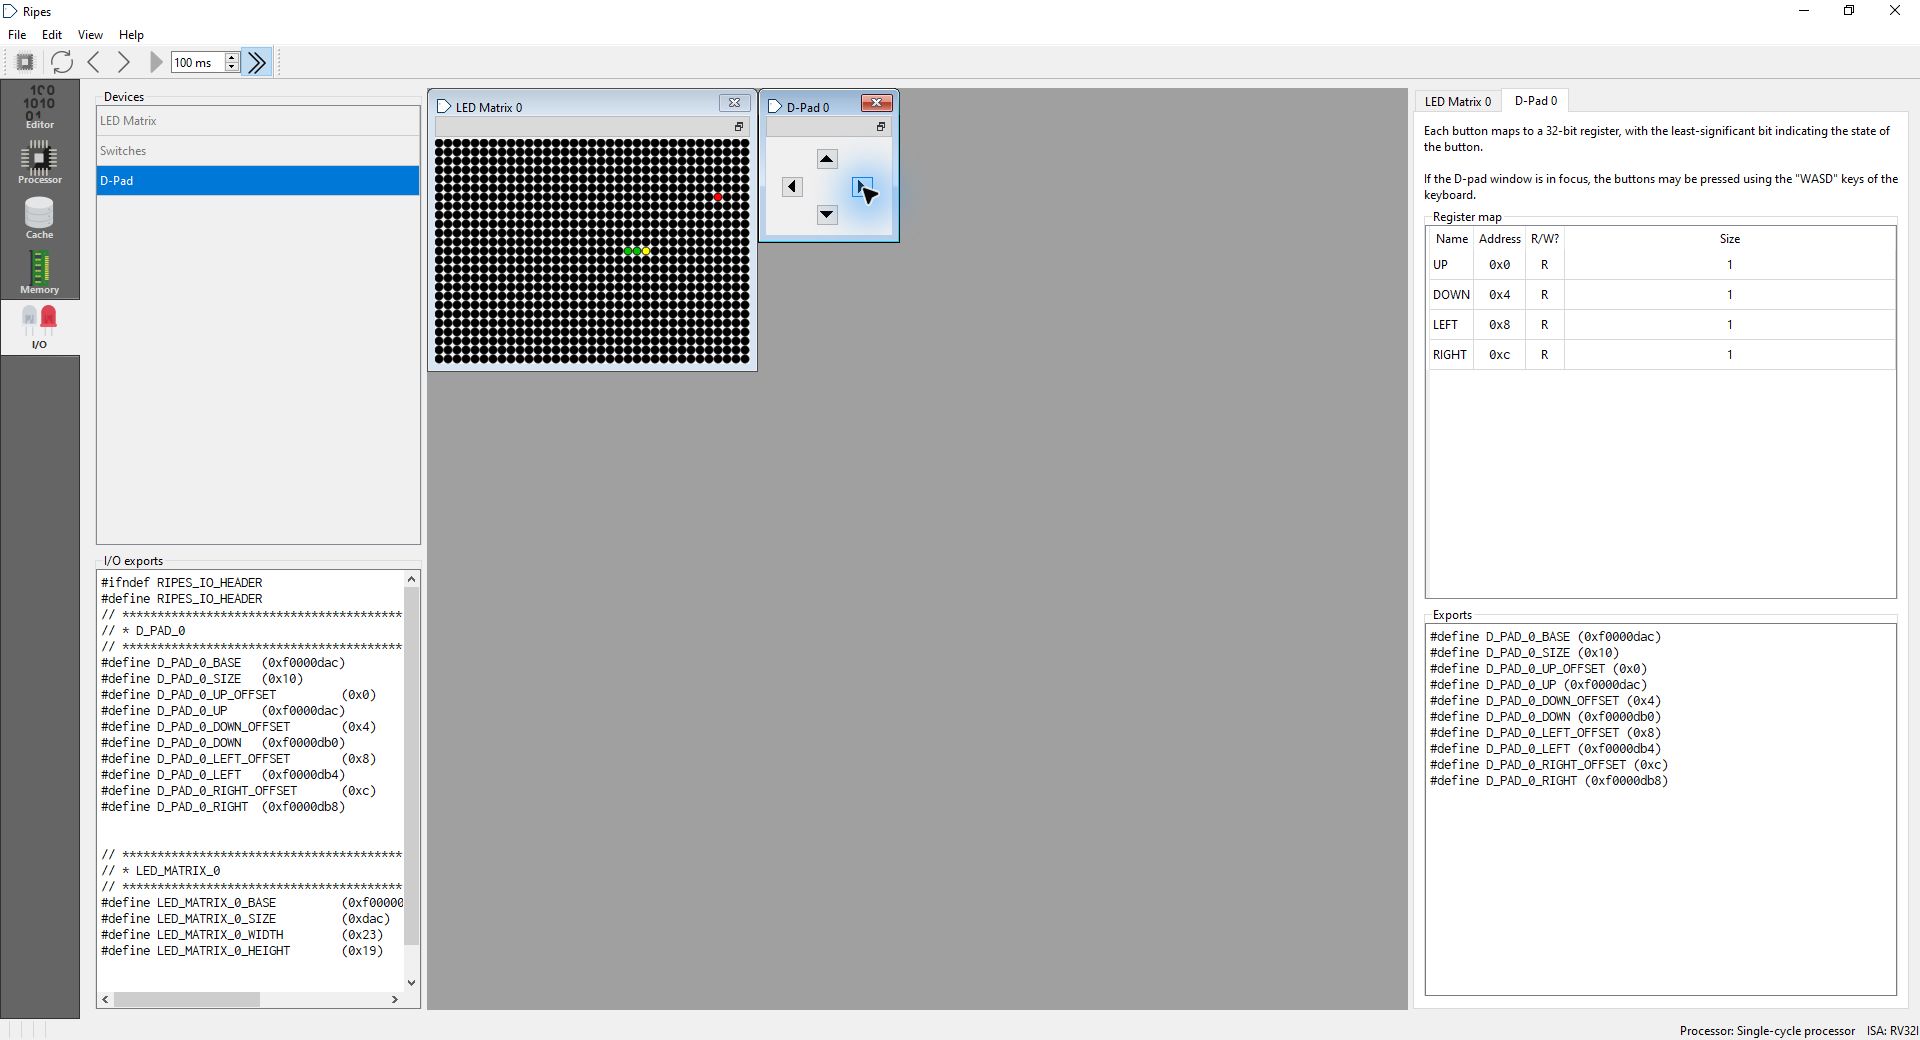 Ripes
File Edit View Help
100 ms
Editor
Processor
Cache
Memory
I/O
Devices
LED Matrix
Switches
D-Pad
I/O exports
#ifndef RIPES_IO_HEADER
#define RIPES_IO_HEADER
// ****************************************
// * D_PAD_0
// ****************************************
#define D_PAD_0_BASE (0xf0000dac)
#define D_PAD_0_SIZE (0x10)
#define D_PAD_0_UP_OFFSET (0x0)
#define D_PAD_0_UP (0xf0000dac)
#define D_PAD_0_DOWN_OFFSET (0x4)
#define D_PAD_0_DOWN (0xf0000db0)
#define D_PAD_0_LEFT_OFFSET (0x8)
#define D_PAD_0_LEFT (0xf0000db4)
#define D_PAD_0_RIGHT_OFFSET (0xc)
#define D_PAD_0_RIGHT (0xf0000db8)
// ****************************************
// * LED_MATRIX_0
// ****************************************
#define LED_MATRIX_0_BASE (0xf00000
#define LED_MATRIX_0_SIZE (0xdac)
#define LED_MATRIX_0_WIDTH (0x23)
#define LED_MATRIX_0_HEIGHT (0x19)
LED Matrix 0
D-Pad 0
LED Matrix 0 D-Pad 0
Each button maps to a 32-bit register, with the least-significant bit indicating the state of
the button.
If the D-pad window is in focus, the buttons may be pressed using the "WASD" keys of the
keyboard.
Register map
Name Address R/W? Size
UP 0x0 R 1
DOWN 0x4 R 1
LEFT 0x8 R 1
RIGHT 0xc R 1
Exports
#define D_PAD_0_BASE (0xf0000dac)
#define D_PAD_0_SIZE (0x10)
#define D_PAD_0_UP_OFFSET (0x0)
#define D_PAD_0_UP (0xf0000dac)
#define D_PAD_0_DOWN_OFFSET (0x4)
#define D_PAD_0_DOWN (0xf0000db0)
#define D_PAD_0_LEFT_OFFSET (0x8)
#define D_PAD_0_LEFT (0xf0000db4)
#define D_PAD_0_RIGHT_OFFSET (0xc)
#define D_PAD_0_RIGHT (0xf0000db8)
Processor: Single-cycle processor ISA: RV32I